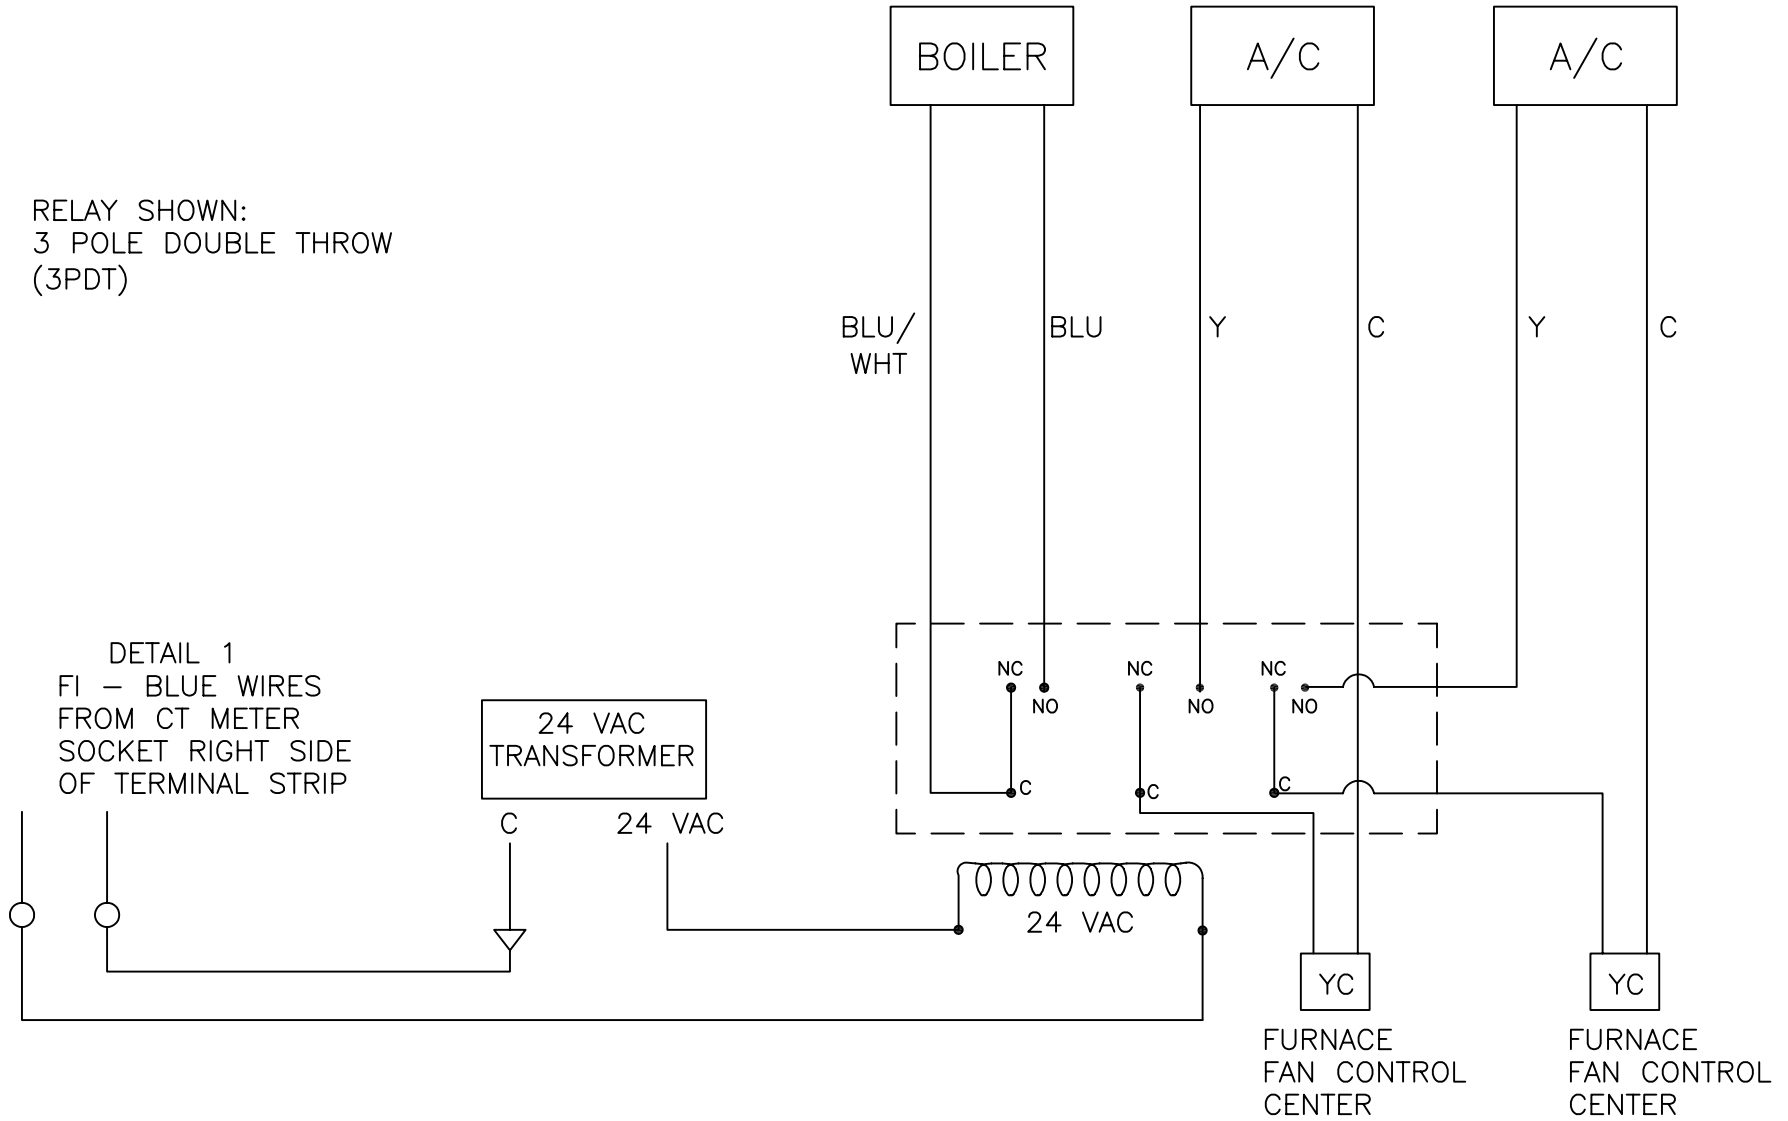 BOILER
A/C
A/C
RELAY SHOWN:
3 POLE DOUBLE THROW
(3PDT)
BLU/
WHT
BLU
Y
C
Y
C
DETAIL 1
FI - BLUE WIRES
FROM CT METER
SOCKET RIGHT SIDE
OF TERMINAL STRIP
24 VAC
TRANSFORMER
C
24 VAC
NC
NO
C
NC
NO
C
NC
NO
C
24 VAC
YC
FURNACE
FAN CONTROL
CENTER
YC
FURNACE
FAN CONTROL
CENTER